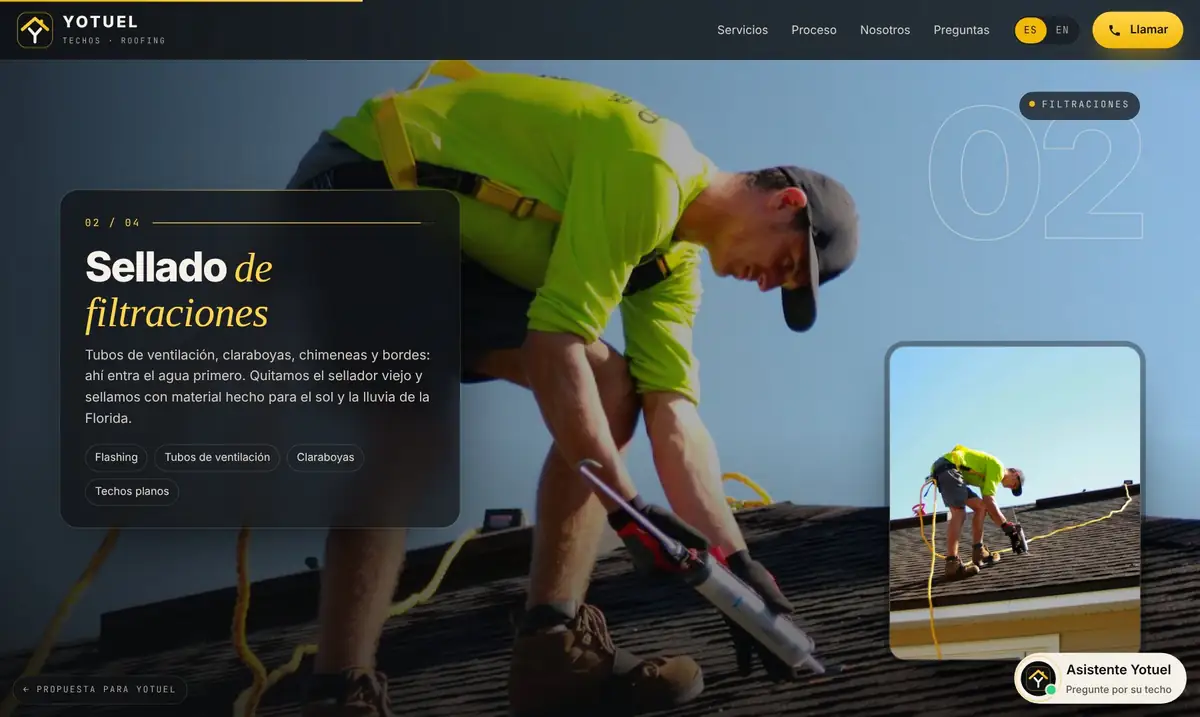 YOTUEL
TECHOS · ROOFING
Servicios
Proceso
Nosotros
Preguntas
ES
EN
Llamar
FILTRACIONES
02
02 / 04
Sellado de
filtraciones
Tubos de ventilación, claraboyas, chimeneas y bordes:
ahí entra el agua primero. Quitamos el sellador viejo y
sellamos con material hecho para el sol y la lluvia de la
Florida.
Flashing
Tubos de ventilación
Claraboyas
Techos planos
← PROPUESTA PARA YOTUEL
Asistente Yotuel
Pregunte por su techo